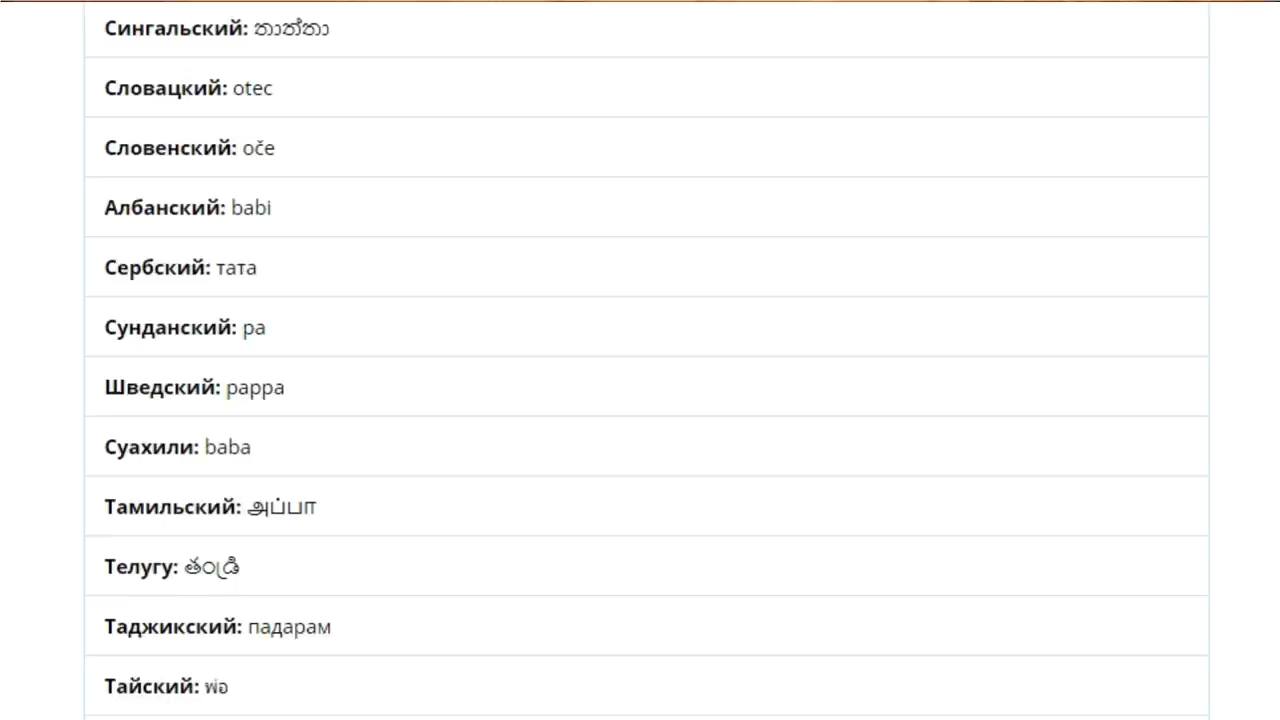 Сингальский: තාත්තා
Словацкий: otec
Словенский: oče
Албанский: babi
Сербский: тата
Сунданский: pa
Шведский: pappa
Суахили: baba
Тамильский: அப்பா
Телугу: తండ్రీ
Таджикский: падарам
Тайский: พ่อ